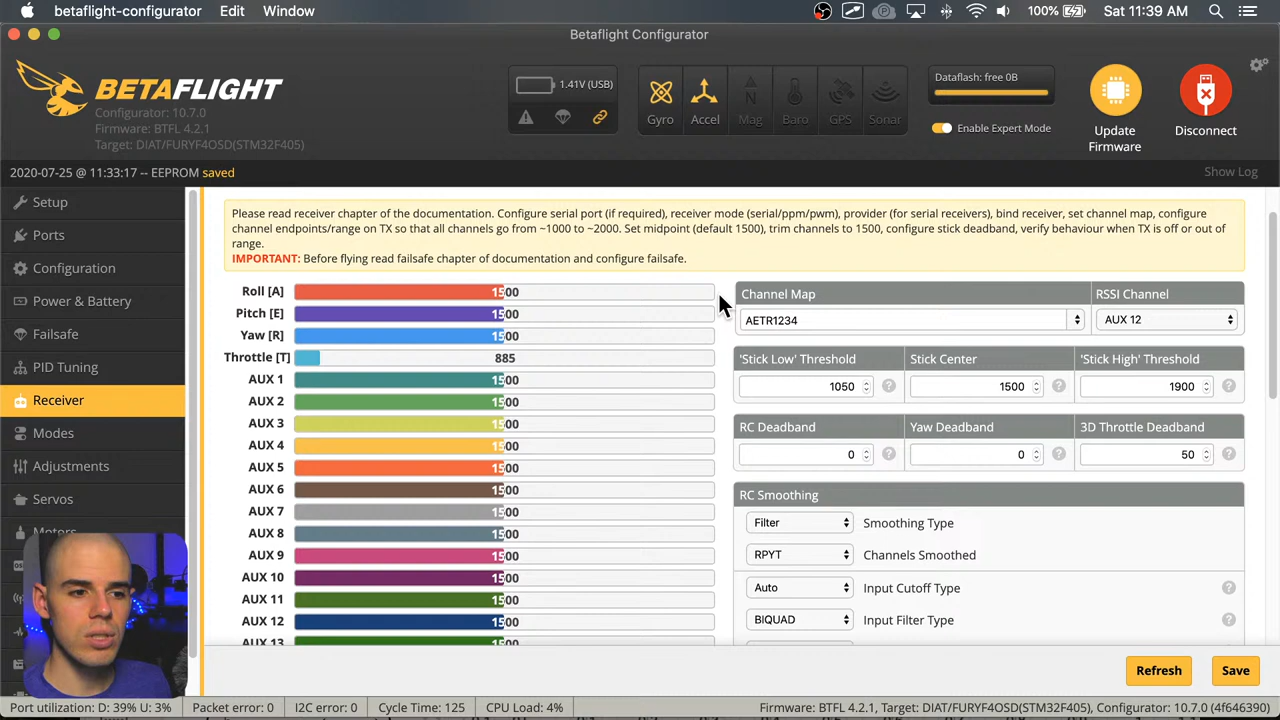 betaflight-configurator Edit Window 100% Sat 11:39 AM
Betaflight Configurator
BETAFLIGHT
Configurator: 10.7.0
Firmware: BTFL 4.2.1
Target: DIAT/FURYF4OSD(STM32F405)
1.41V (USB)
Gyro Accel Mag Baro GPS Sonar
Dataflash: free 0B
Enable Expert Mode
Update
Firmware
Disconnect
2020-07-25 @ 11:33:17 -- EEPROM saved
Show Log
Setup
Ports
Configuration
Power & Battery
Failsafe
PID Tuning
Receiver
Modes
Adjustments
Servos
Motors
Please read receiver chapter of the documentation. Configure serial port (if required), receiver mode (serial/ppm/pwm), provider (for serial receivers), bind receiver, set channel map, configure
channel endpoints/range on TX so that all channels go from ~1000 to ~2000. Set midpoint (default 1500), trim channels to 1500, configure stick deadband, verify behaviour when TX is off or out of
range.
IMPORTANT: Before flying read failsafe chapter of documentation and configure failsafe.
Roll [A] 1500
Pitch [E] 1500
Yaw [R] 1500
Throttle [T] 885
AUX 1 1500
AUX 2 1500
AUX 3 1500
AUX 4 1500
AUX 5 1500
AUX 6 1500
AUX 7 1500
AUX 8 1500
AUX 9 1500
AUX 10 1500
AUX 11 1500
AUX 12 1500
AUX 13 1500
Channel Map RSSI Channel
AETR1234 AUX 12
'Stick Low' Threshold Stick Center 'Stick High' Threshold
1050 ? 1500 ? 1900 ?
RC Deadband Yaw Deadband 3D Throttle Deadband
0 ? 0 ? 50 ?
RC Smoothing
Filter Smoothing Type
RPYT Channels Smoothed
Auto Input Cutoff Type ?
BIQUAD Input Filter Type ?
Refresh Save
Port utilization: D: 39% U: 3% Packet error: 0 I2C error: 0 Cycle Time: 125 CPU Load: 4% Firmware: BTFL 4.2.1, Target: DIAT/FURYF4OSD(STM32F405), Configurator: 10.7.0 (4f646390)